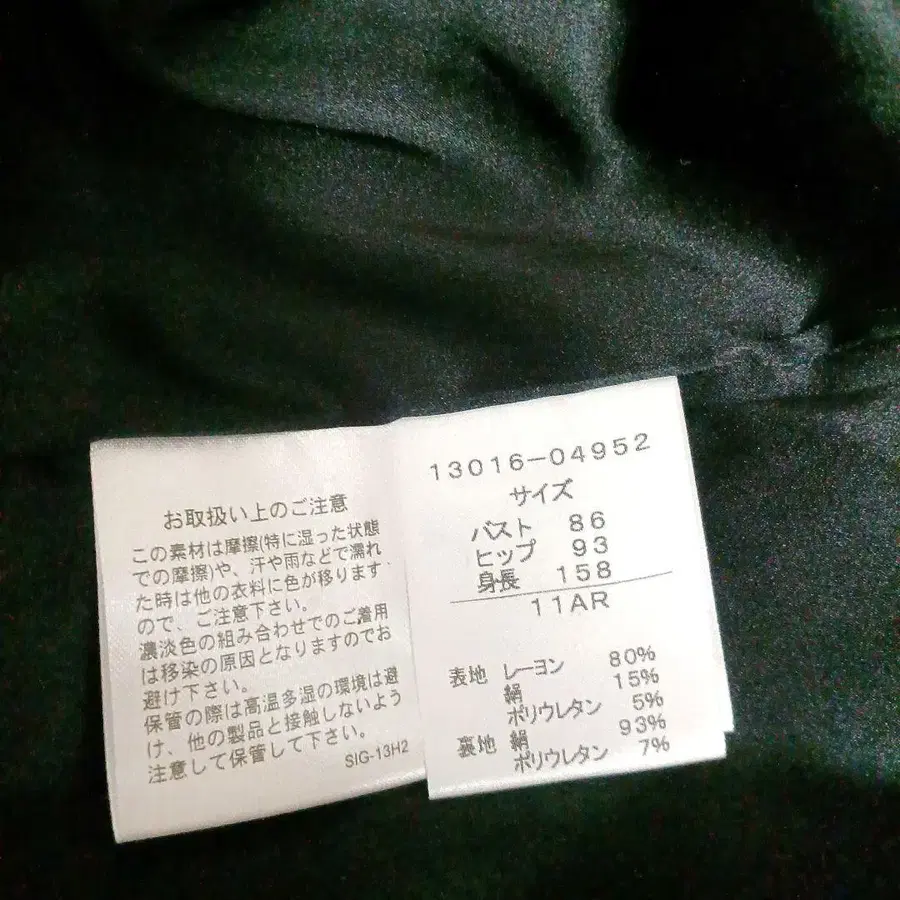 お取扱い上のご注意
この素材は摩擦(特に湿った状態
での摩擦)や、汗や雨などで濡れ
た時は他の衣料に色が移ります
ので、ご注意下さい。
濃淡色の組み合わせでのご着用
は移染の原因となりますのでお
避け下さい。
保管の際は高温多湿の環境は避
け、他の製品と接触しないよう
注意して保管して下さい。
SIG-13H2
13016-04952
サイズ
バスト 86
ヒップ 93
身長 158
11AR
表地 レーヨン 80%
絹 15%
ポリウレタン 5%
裏地 絹 93%
ポリウレタン 7%